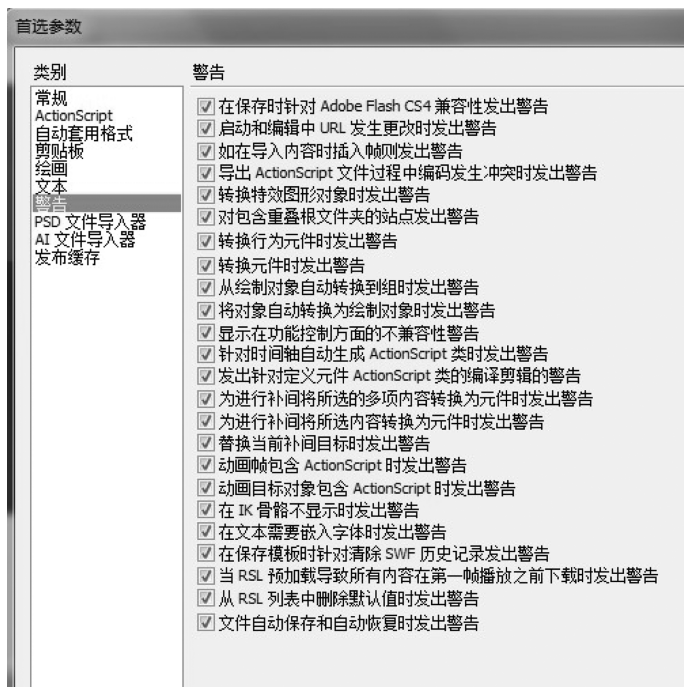 首选参数
类别
常规
ActionScript
自动套用格式
剪贴板
绘画
文本
警告
PSD 文件导入器
AI 文件导入器
发布缓存
警告
在保存时针对 Adobe Flash CS4 兼容性发出警告
启动和编辑中 URL 发生更改时发出警告
如在导入内容时插入帧则发出警告
导出 ActionScript 文件过程中编码发生冲突时发出警告
转换特效图形对象时发出警告
对包含重叠根文件夹的站点发出警告
转换行为元件时发出警告
转换元件时发出警告
从绘制对象自动转换到组时发出警告
将对象自动转换为绘制对象时发出警告
显示在功能控制方面的不兼容性警告
针对时间轴自动生成 ActionScript 类时发出警告
发出针对定义元件 ActionScript 类的编译剪辑的警告
为进行补间将所选的多项内容转换为元件时发出警告
为进行补间将所选内容转换为元件时发出警告
替换当前补间目标时发出警告
动画帧包含 ActionScript 时发出警告
动画目标对象包含 ActionScript 时发出警告
在 IK 骨骼不显示时发出警告
在文本需要嵌入字体时发出警告
在保存模板时针对清除 SWF 历史记录发出警告
当 RSL 预加载导致所有内容在第一帧播放之前下载时发出警告
从 RSL 列表中删除默认值时发出警告
文件自动保存和自动恢复时发出警告